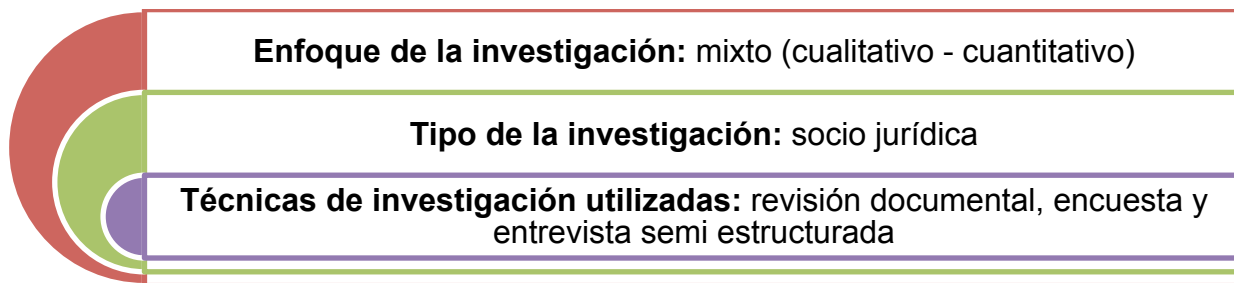 Enfoque de la investigación: mixto (cualitativo - cuantitativo)
Tipo de la investigación: socio jurídica
Técnicas de investigación utilizadas: revisión documental, encuesta y
entrevista semi estructurada